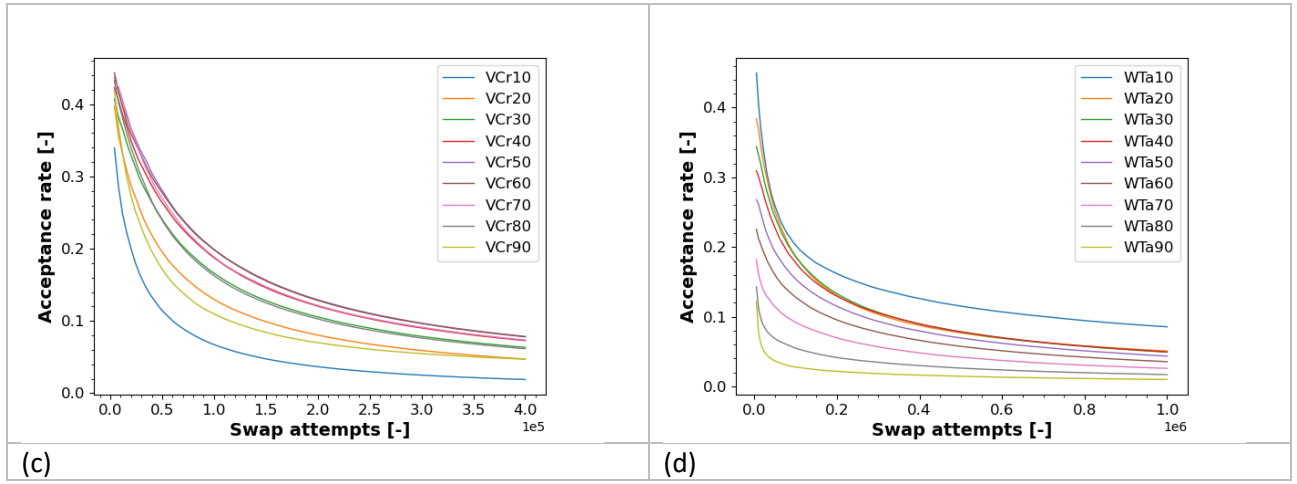 Acceptance rate [-]
0.4
0.3
0.2
0.1
0.0
VCr10
VCr20
VCr30
VCr40
VCr50
VCr60
VCr70
VCr80
VCr90
0.0 0.5 1.0 1.5 2.0 2.5 3.0 3.5 4.0
1e5
Swap attempts [-]
(c)
Acceptance rate [-]
0.4
0.3
0.2
0.1
0.0
WTa10
WTa20
WTa30
WTa40
WTa50
WTa60
WTa70
WTa80
WTa90
0.0 0.2 0.4 0.6 0.8 1.0
1e6
Swap attempts [-]
(d)